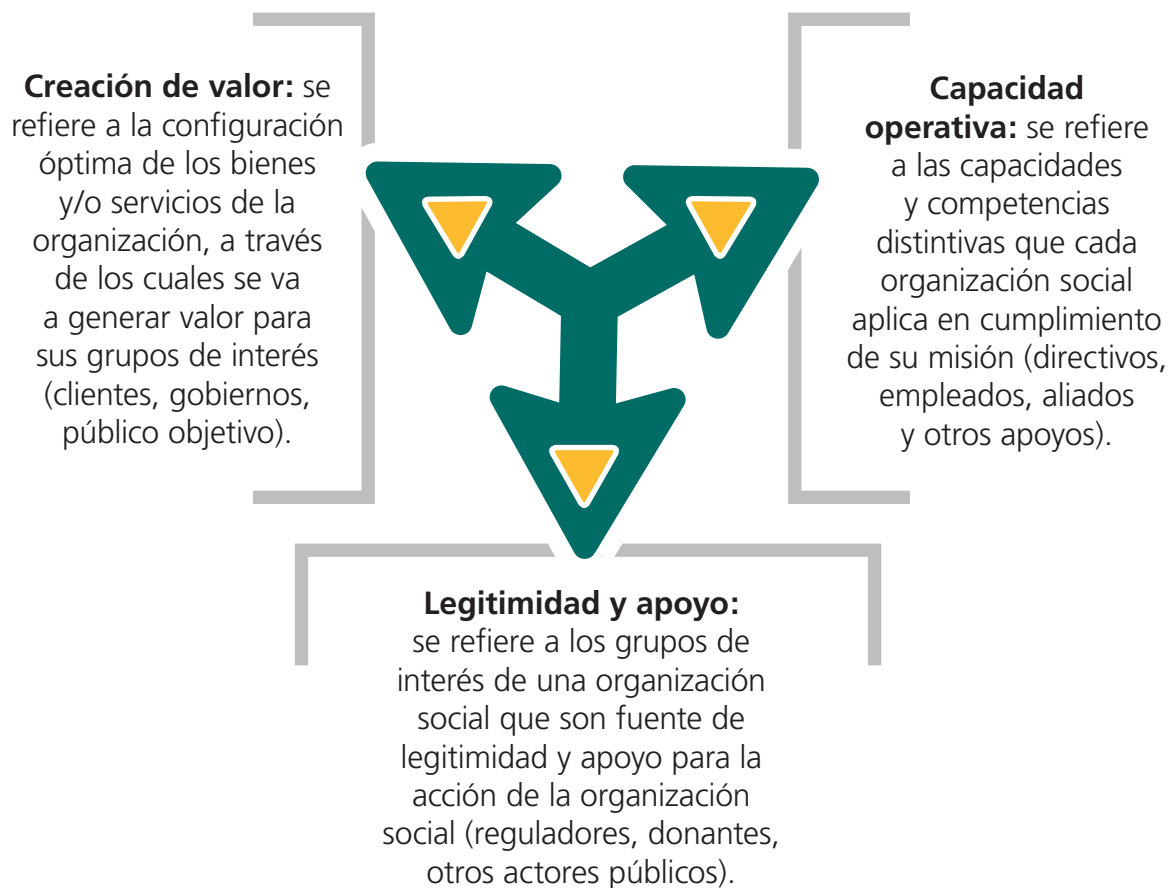 Creación de valor: se
refiere a la configuración
óptima de los bienes
y/o servicios de la
organización, a través
de los cuales se va
a generar valor para
sus grupos de interés
(clientes, gobiernos,
público objetivo).
Capacidad
operativa: se refiere
a las capacidades
y competencias
distintivas que cada
organización social
aplica en cumplimiento
de su misión (directivos,
empleados, aliados
y otros apoyos).
Legitimidad y apoyo:
se refiere a los grupos de
interés de una organización
social que son fuente de
legitimidad y apoyo para la
acción de la organización
social (reguladores, donantes,
otros actores públicos).